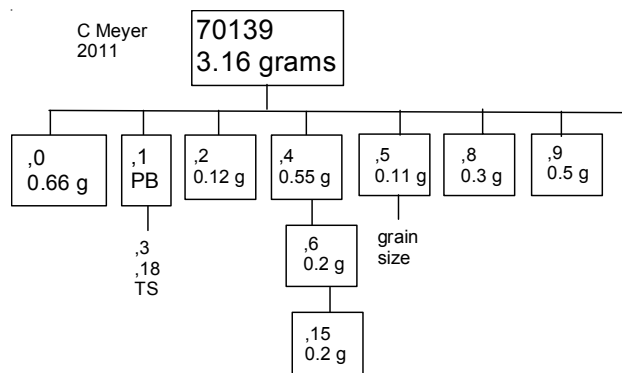 C Meyer
2011
70139
3.16 grams
,0
0.66 g
,1
PB
,2
0.12 g
,4
0.55 g
,5
0.11 g
,8
0.3 g
,9
0.5 g
,3
,18
TS
,6
0.2 g
grain
size
,15
0.2 g